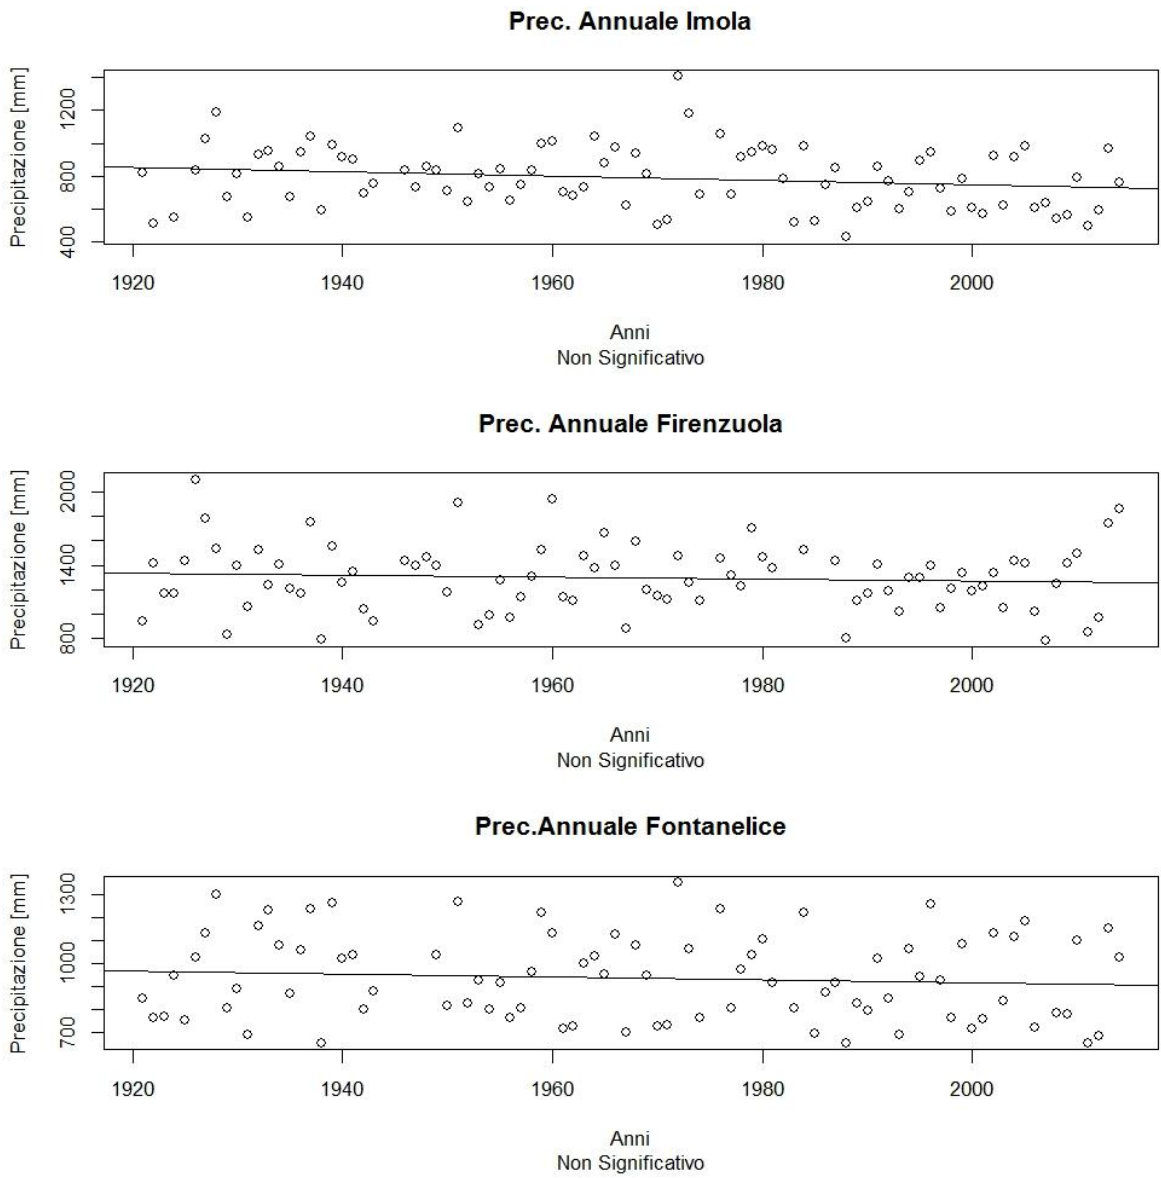 Prec. Annuale Imola
Precipitazione [mm]
1200
800
400
1920 1940 1960 1980 2000
Anni
Non Significativo
Prec. Annuale Firenzuola
Precipitazione [mm]
2000
1400
800
1920 1940 1960 1980 2000
Anni
Non Significativo
Prec.Annuale Fontanelice
Precipitazione [mm]
1300
1000
700
1920 1940 1960 1980 2000
Anni
Non Significativo